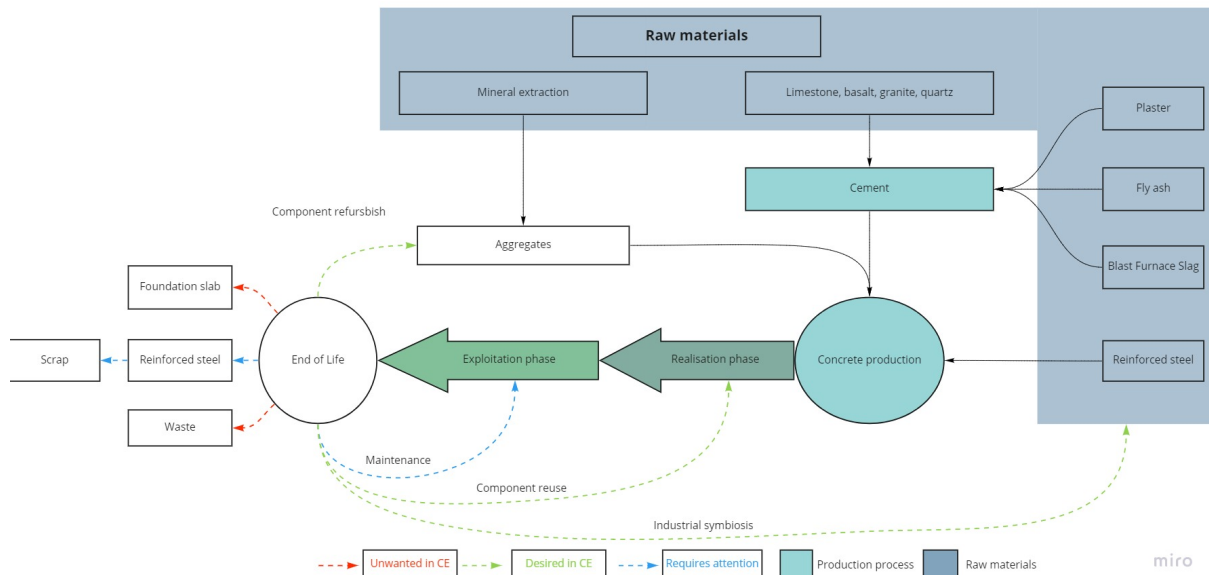 Raw materials
Mineral extraction
Limestone, basalt, granite, quartz
Plaster
Cement
Fly ash
Component refursbish
Aggregates
Blast Furnace Slag
Foundation slab
Scrap
Reinforced steel
End of Life
Exploitation phase
Realisation phase
Concrete production
Reinforced steel
Waste
Maintenance
Component reuse
Industrial symbiosis
Unwanted in CE
Desired in CE
Requires attention
Production process
Raw materials
miro